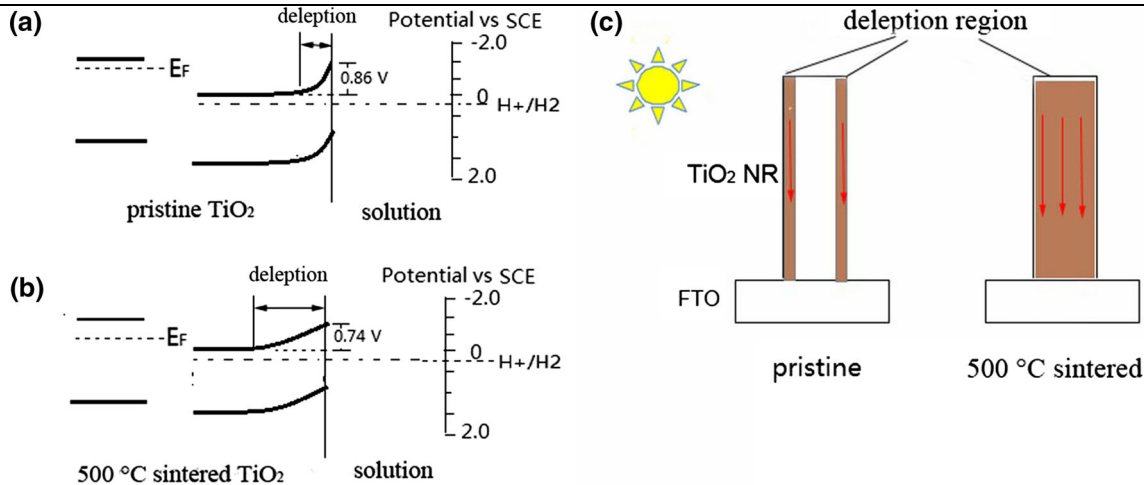 (a)
deleption
Potential vs SCE
-2.0
EF
0.86 V
0
H+/H2
2.0
pristine TiO2
solution
(b)
deleption
Potential vs SCE
-2.0
EF
0.74 V
0
H+/H2
2.0
500 °C sintered TiO2
solution
(c)
deleption region
TiO2 NR
FTO
pristine
500 °C sintered